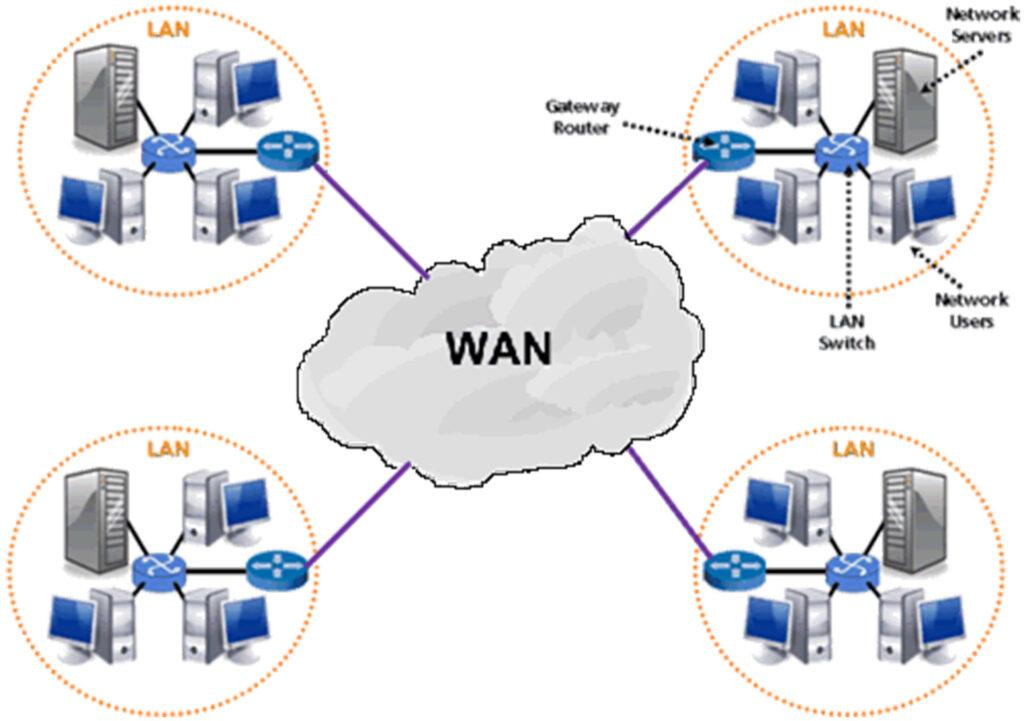 LAN
LAN
Network
Servers
Gateway
Router
WAN
LAN
Switch
Network
Users
LAN
LAN